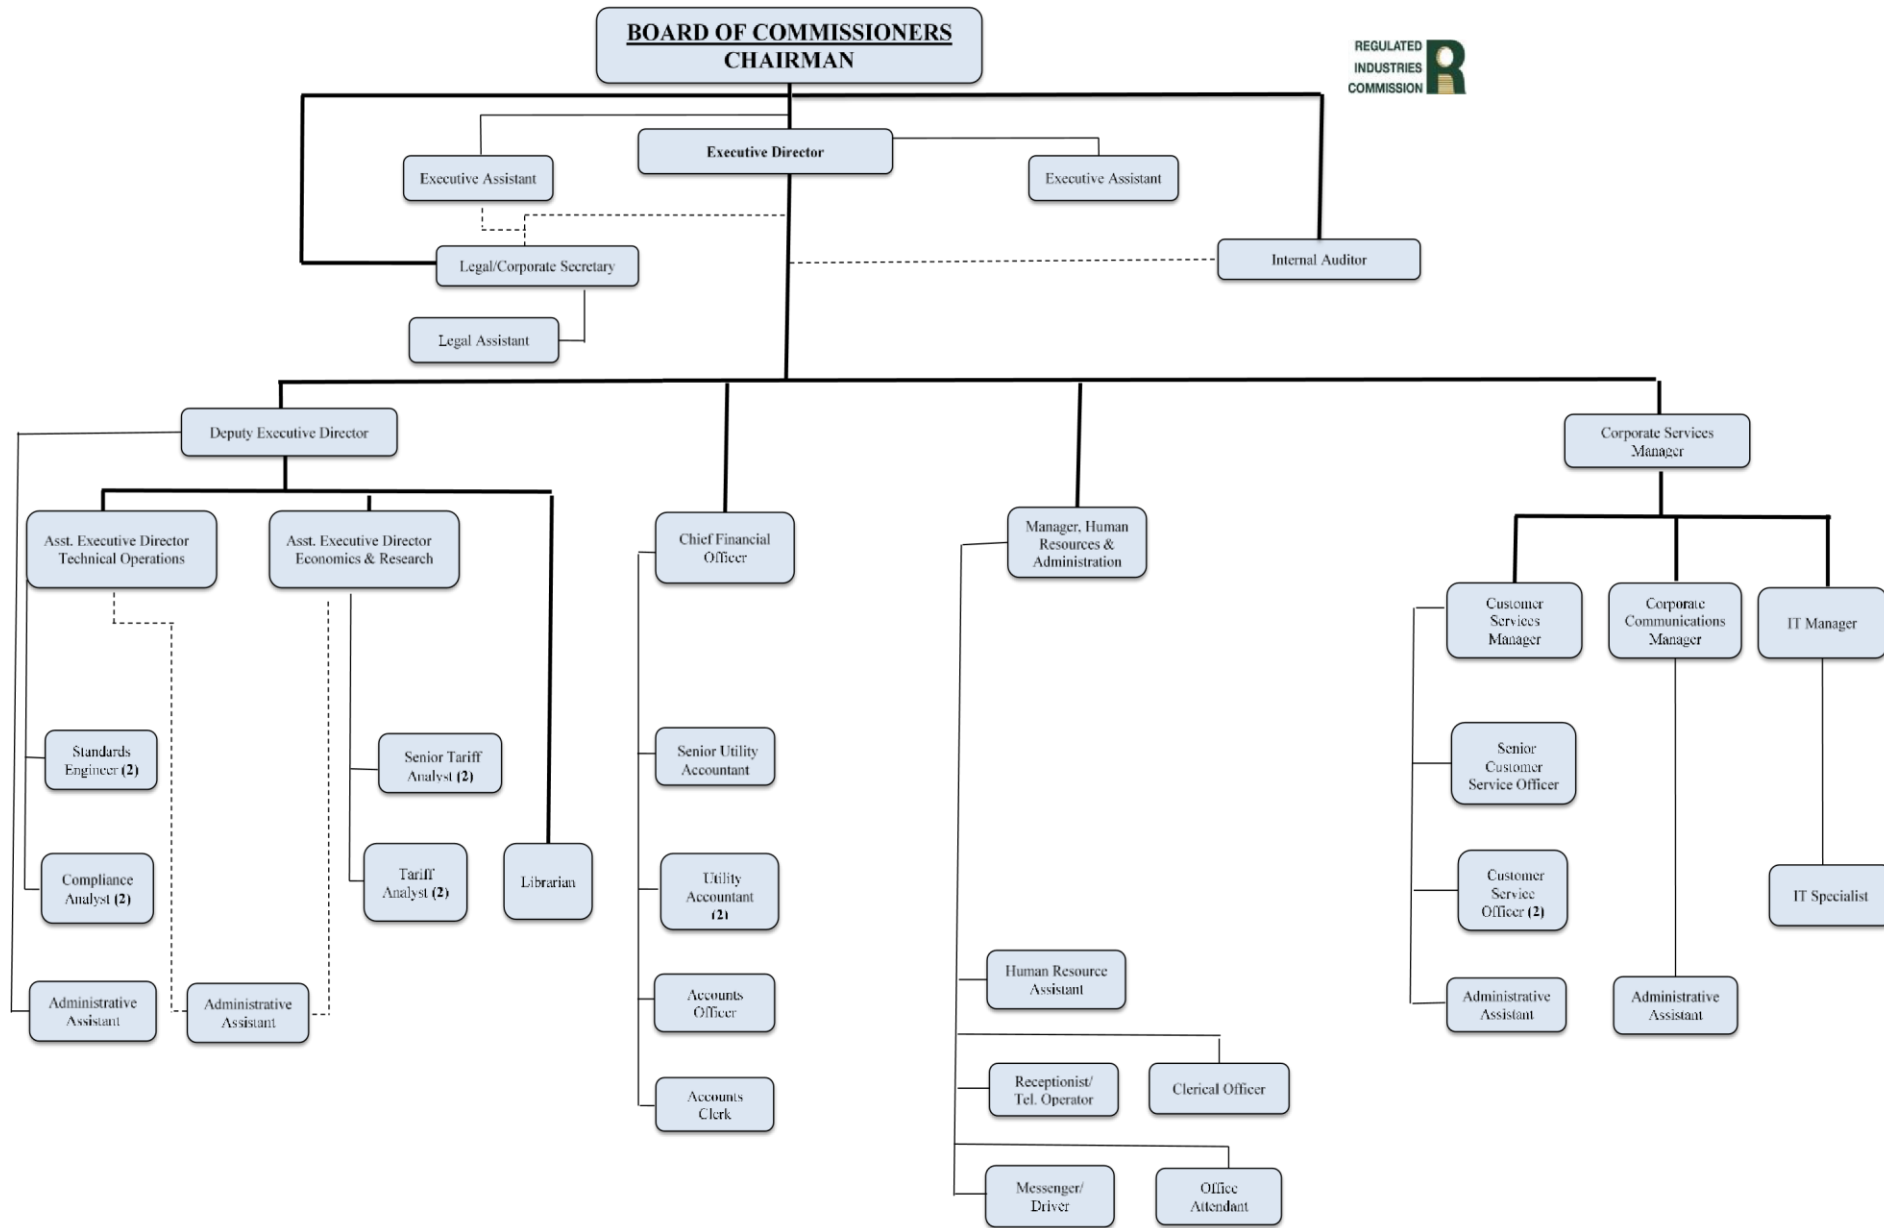 BOARD OF COMMISSIONERS
CHAIRMAN
REGULATED
INDUSTRIES
COMMISSION
Executive Director
Executive Assistant
Executive Assistant
Legal/Corporate Secretary
Internal Auditor
Legal Assistant
Deputy Executive Director
Corporate Services
Manager
Asst. Executive Director
Technical Operations
Asst. Executive Director
Economics & Research
Chief Financial
Officer
Manager, Human
Resources &
Administration
Customer
Services
Manager
Corporate
Communications
Manager
IT Manager
Standards
Engineer (2)
Senior Tariff
Analyst (2)
Senior Utility
Accountant
Senior
Customer
Service Officer
Compliance
Analyst (2)
Tariff
Analyst (2)
Librarian
Utility
Accountant
(2)
Customer
Service
Officer (2)
IT Specialist
Administrative
Assistant
Administrative
Assistant
Accounts
Officer
Human Resource
Assistant
Administrative
Assistant
Administrative
Assistant
Accounts
Clerk
Receptionist/
Tel. Operator
Clerical Officer
Messenger/
Driver
Office
Attendant